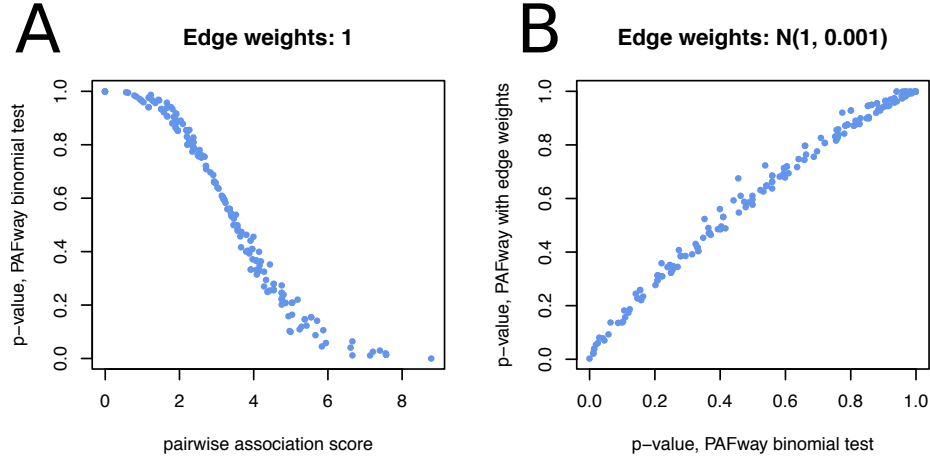 A
Edge weights: 1
p−value, PAFway binomial test
1.0
0.8
0.6
0.4
0.2
0.0
0 2 4 6 8
pairwise association score
B
Edge weights: N(1, 0.001)
p−value, PAFway with edge weights
1.0
0.8
0.6
0.4
0.2
0.0
0.0 0.2 0.4 0.6 0.8 1.0
p−value, PAFway binomial test